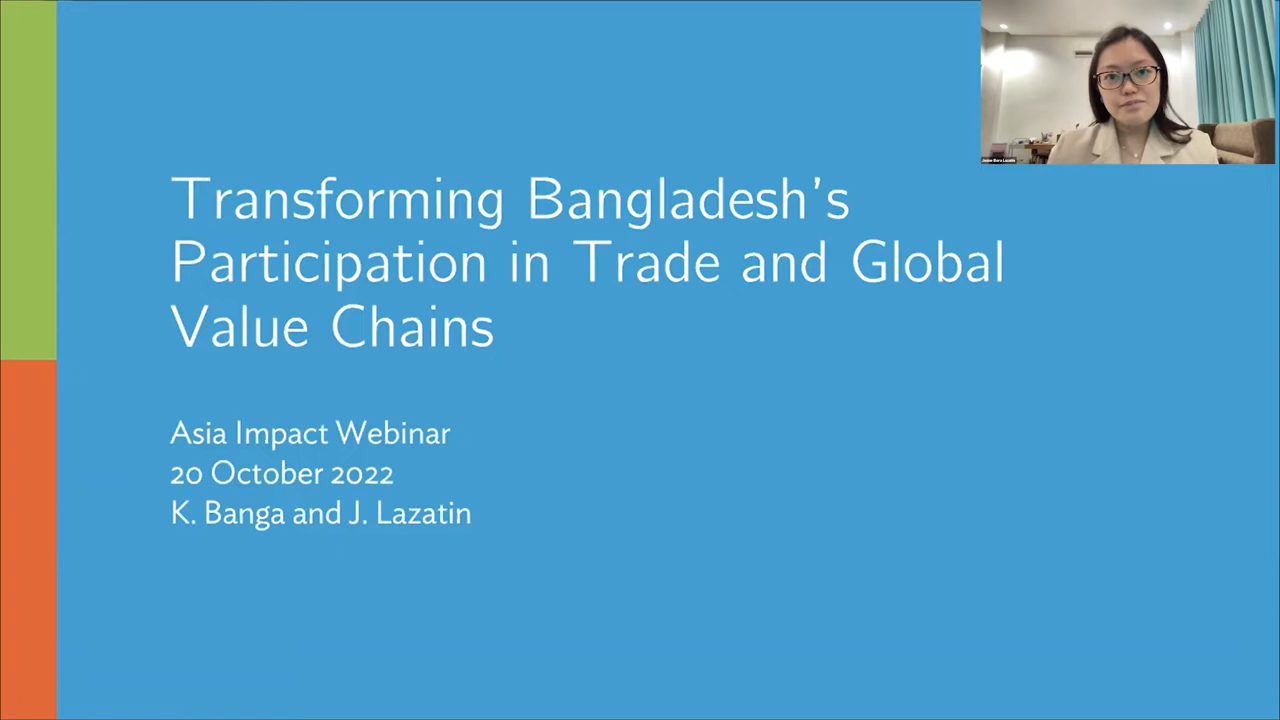 Transforming Bangladesh's
Participation in Trade and Global
Value Chains
Asia Impact Webinar
20 October 2022
K. Banga and J. Lazatin